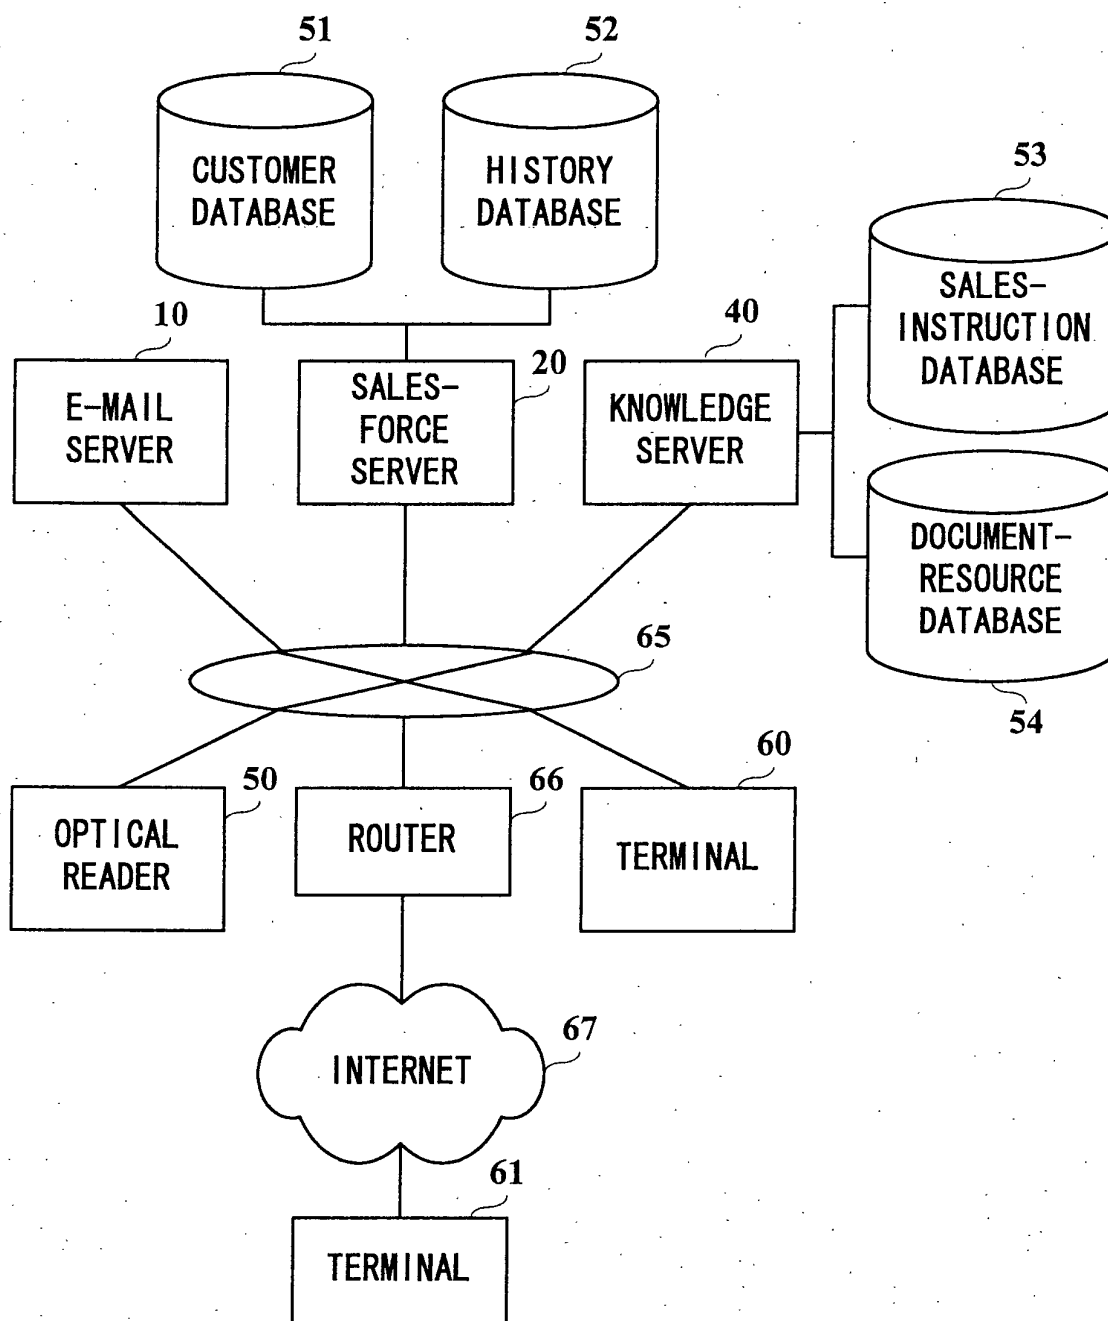 51
52
CUSTOMER
DATABASE
HISTORY
DATABASE
53
SALES-
INSTRUCTION
DATABASE
10
E-MAIL
SERVER
20
SALES-
FORCE
SERVER
40
KNOWLEDGE
SERVER
DOCUMENT-
RESOURCE
DATABASE
54
65
50
OPTICAL
READER
66
ROUTER
60
TERMINAL
INTERNET
67
61
TERMINAL